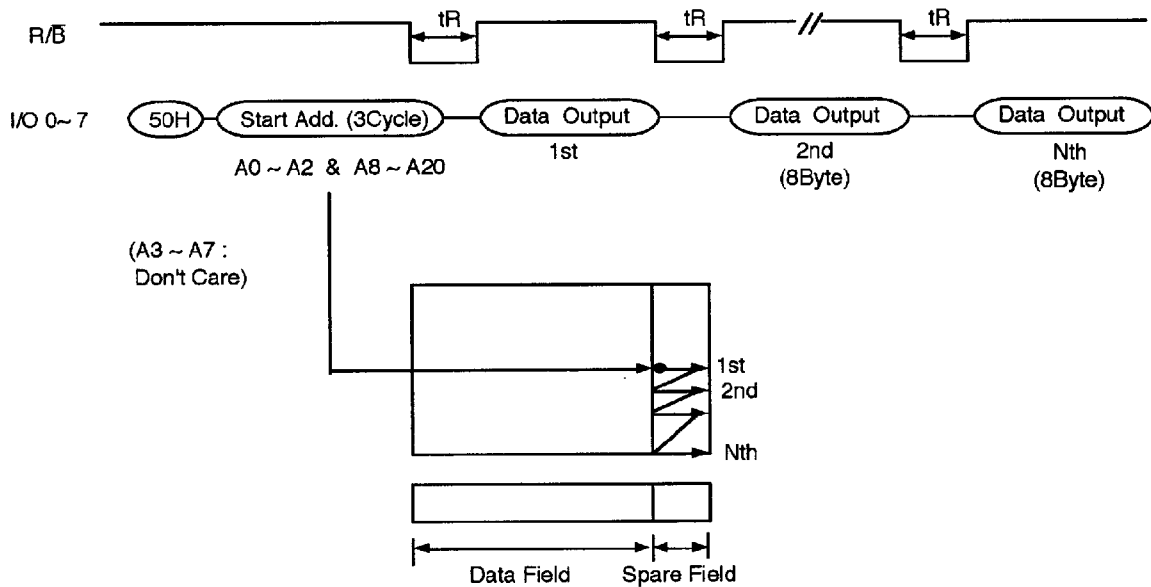 tR tR tR
R/B̅
I/O 0~ 7 50H Start Add. (3Cycle) Data Output Data Output Data Output
1st 2nd Nth
(8Byte) (8Byte)
A0 ~ A2 & A8 ~ A20
(A3 ~ A7 :
Don't Care)
1st
2nd
Nth
Data Field Spare Field